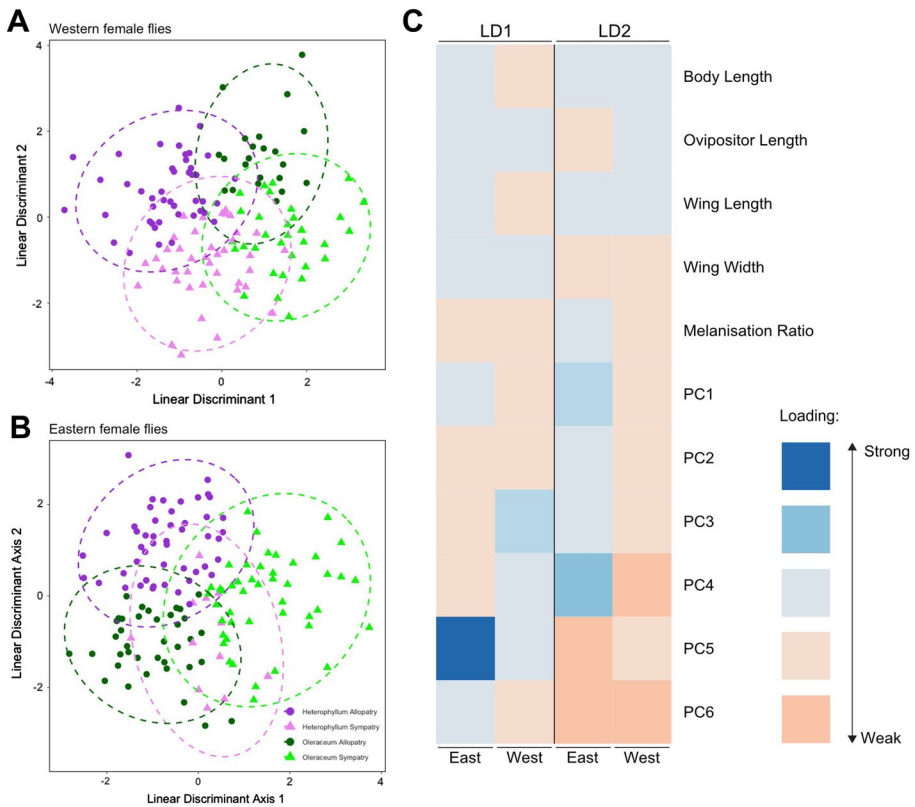 A
Western female flies
4
2
0
-2
-4
0
2
-2
Linear Discriminant 2
Linear Discriminant 1
B
Eastern female flies
2
0
-2
-2
0
2
4
Linear Discriminant Axis 2
Linear Discriminant Axis 1
Heterophyllum Allopatry
Heterophyllum Sympatry
Oleraceum Allopatry
Oleraceum Sympatry
C
LD1 LD2
Body Length
Ovipositor Length
Wing Length
Wing Width
Melanisation Ratio
PC1
PC2
PC3
PC4
PC5
PC6
East West East West
Loading:
Strong
Weak